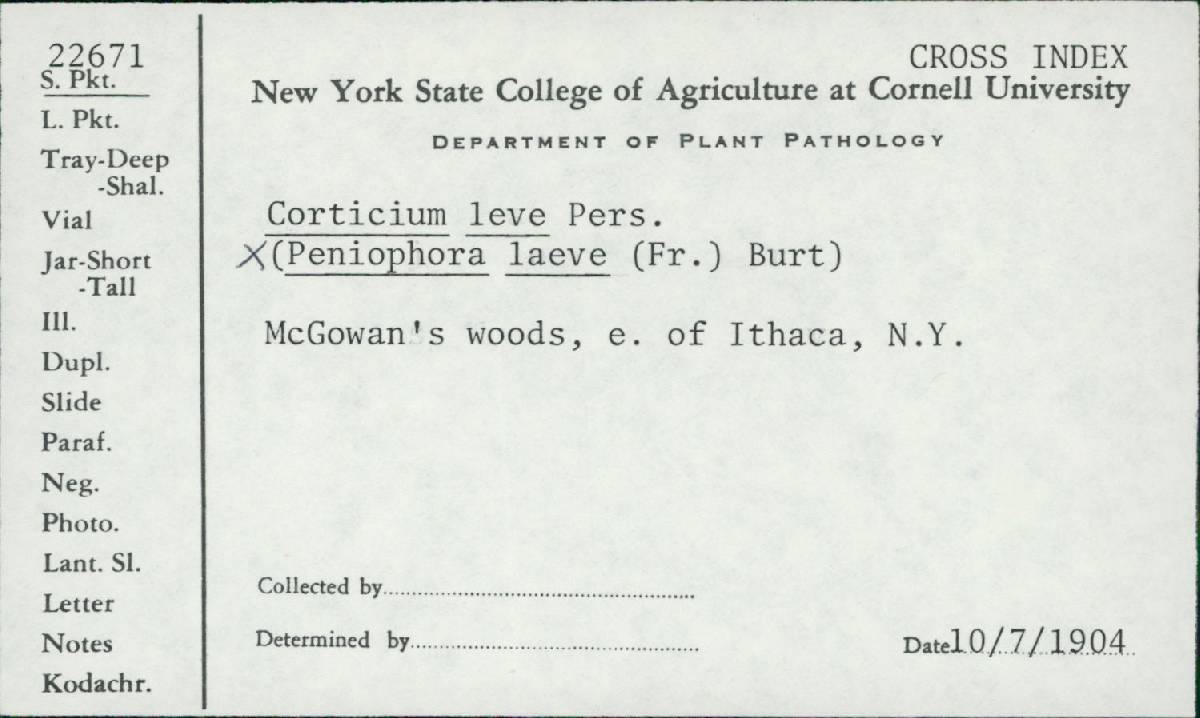 22671
S. Pkt.
L. Pkt.
Tray-Deep
-Shal.
Vial
Jar-Short
-Tall
Ill.
Dupl.
Slide
Paraf.
Neg.
Photo.
Lant. Sl.
Letter
Notes
Kodachr.
CROSS INDEX
New York State College of Agriculture at Cornell University
DEPARTMENT OF PLANT PATHOLOGY
Corticium leve Pers.
X(Peniophora laeve (Fr.) Burt)
McGowan's woods, e. of Ithaca, N.Y.
Collected by
Determined by
Date 10/7/1904